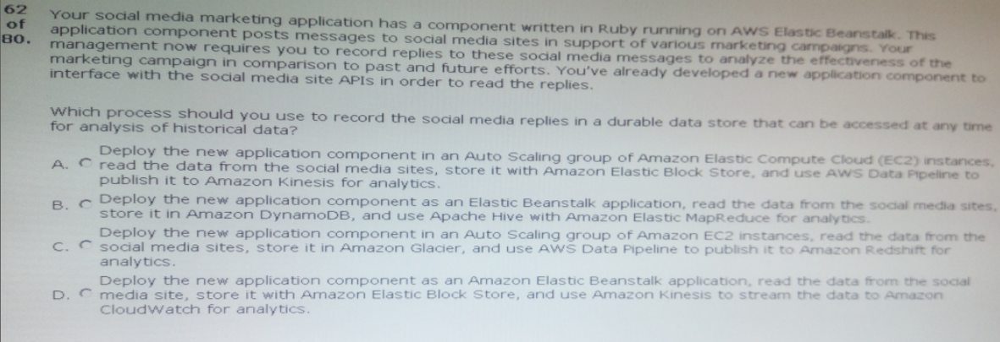 62
of
80.
Your social media marketing application has a component written in Ruby running on AWS Elastic Beanstalk. This
application component posts messages to social media sites in support of various marketing campaigns. Your
management now requires you to record replies to these social media messages to analyze the effectiveness of the
marketing campaign in comparison to past and future efforts. You've already developed a new application component to
interface with the social media site APIs in order to read the replies.
Which process should you use to record the social media replies in a durable data store that can be accessed at any time
for analysis of historical data?
Deploy the new application component in an Auto Scaling group of Amazon Elastic Compute Cloud (EC2) instances,
A. read the data from the social media sites, store it with Amazon Elastic Block Store, and use AWS Data Pipeline to
publish it to Amazon Kinesis for analytics.
B. Deploy the new application component as an Elastic Beanstalk application, read the data from the social media sites,
store it in Amazon DynamoDB, and use Apache Hive with Amazon Elastic MapReduce for analytics.
Deploy the new application component in an Auto Scaling group of Amazon EC2 instances, read the data from the
C. social media sites, store it in Amazon Glacier, and use AWS Data Pipeline to publish it to Amazon Redshift for
analytics.
Deploy the new application component as an Amazon Elastic Beanstalk application, read the data from the social
D. media site, store it with Amazon Elastic Block Store, and use Amazon Kinesis to stream the data to Amazon
CloudWatch for analytics.